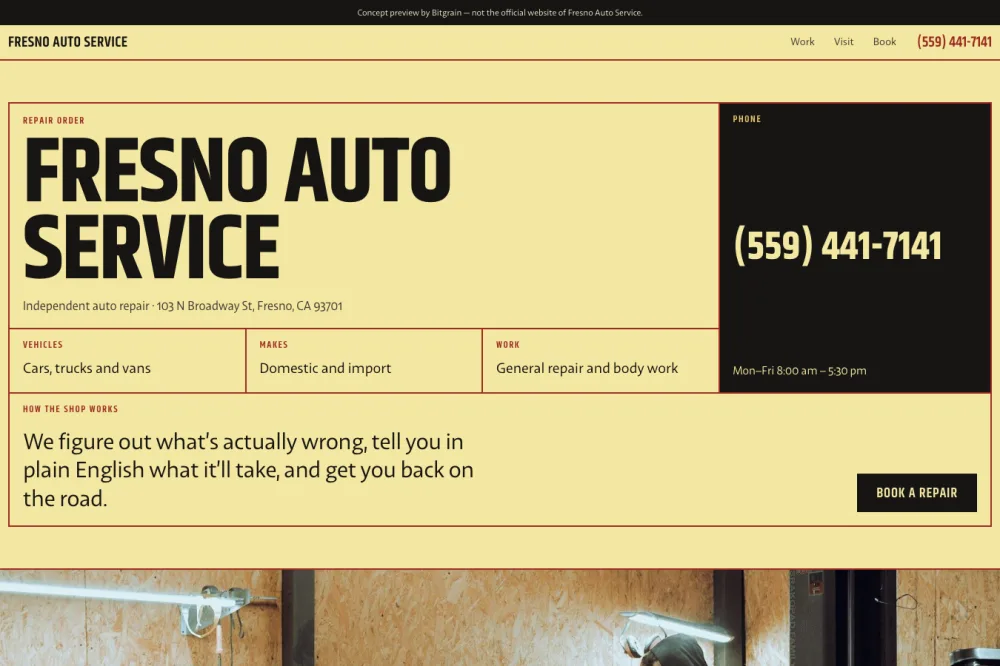 Concept preview by Bitgrain — not the official website of Fresno Auto Service.
FRESNO AUTO SERVICE
Work
Visit
Book
(559) 441-7141
REPAIR ORDER
FRESNO AUTO
SERVICE
Independent auto repair · 103 N Broadway St, Fresno, CA 93701
PHONE
(559) 441-7141
Mon–Fri 8:00 am – 5:30 pm
VEHICLES
Cars, trucks and vans
MAKES
Domestic and import
WORK
General repair and body work
HOW THE SHOP WORKS
We figure out what's actually wrong, tell you in
plain English what it'll take, and get you back on
the road.
BOOK A REPAIR